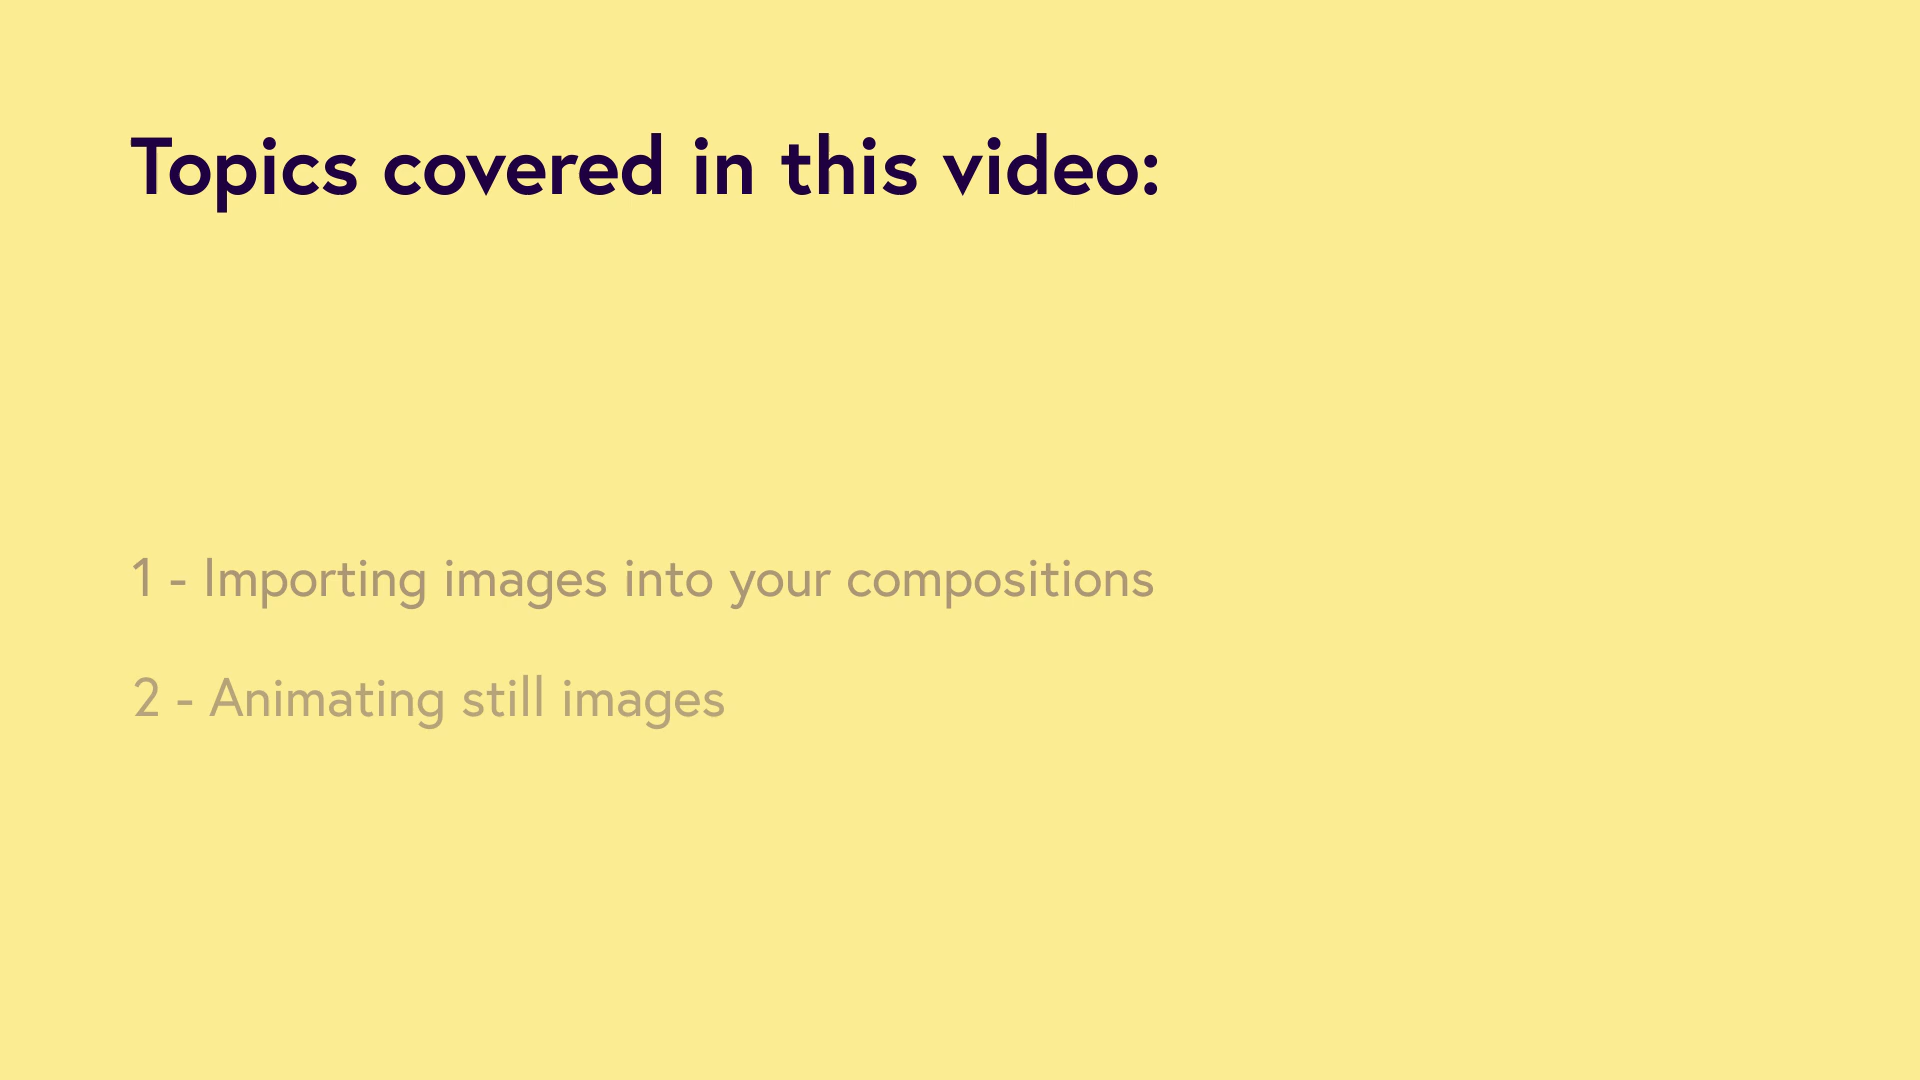 Topics covered in this video:
1 - Importing images into your compositions
2 - Animating still images